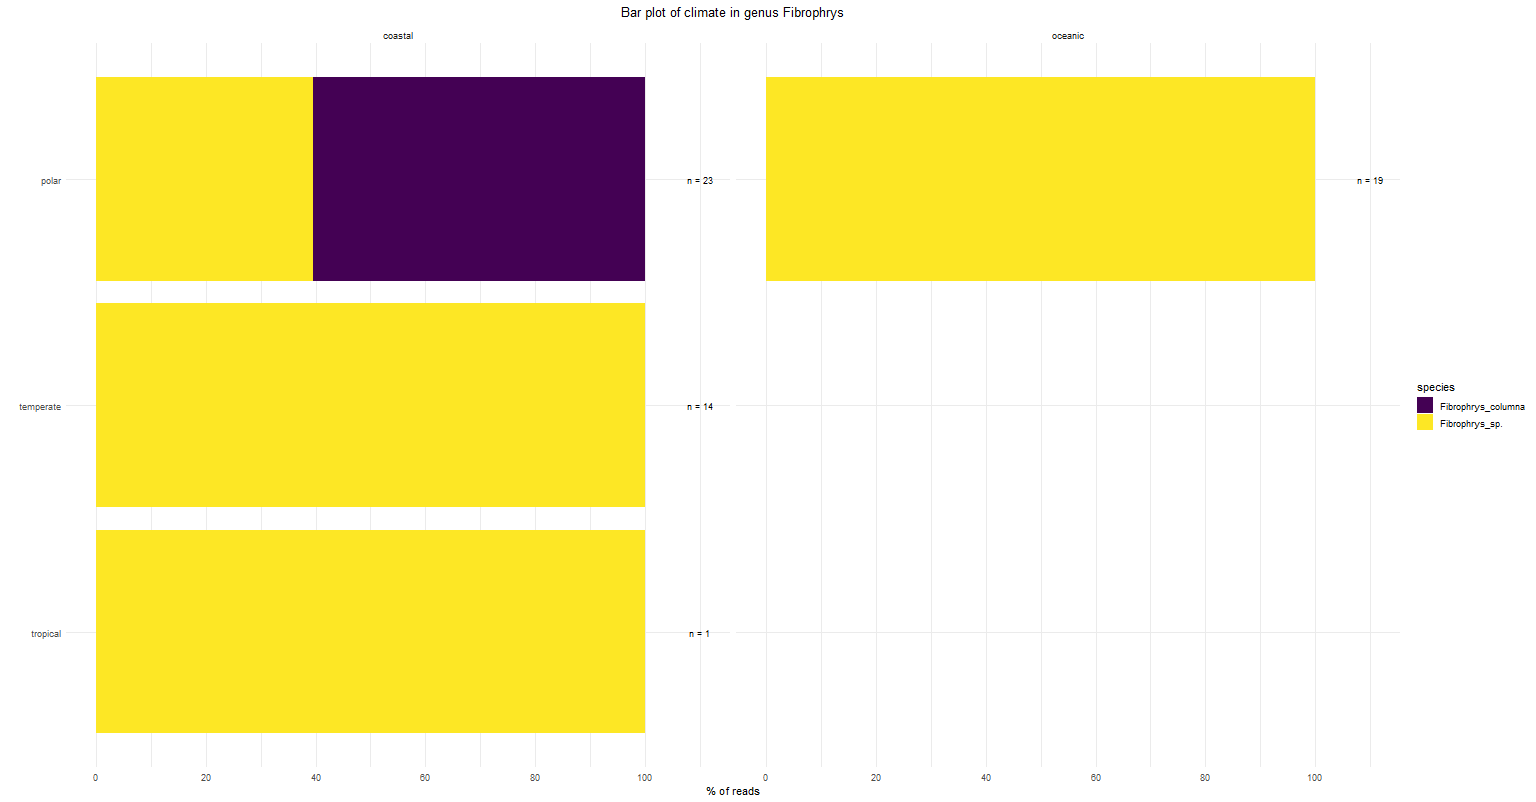 Bar plot of climate in genus Fibrophrys
coastal
oceanic
polar
n = 23
n = 19
temperate
n = 14
tropical
n = 1
species
Fibrophrys_columna
Fibrophrys_sp.
0 20 40 60 80 100
0 20 40 60 80 100
% of reads